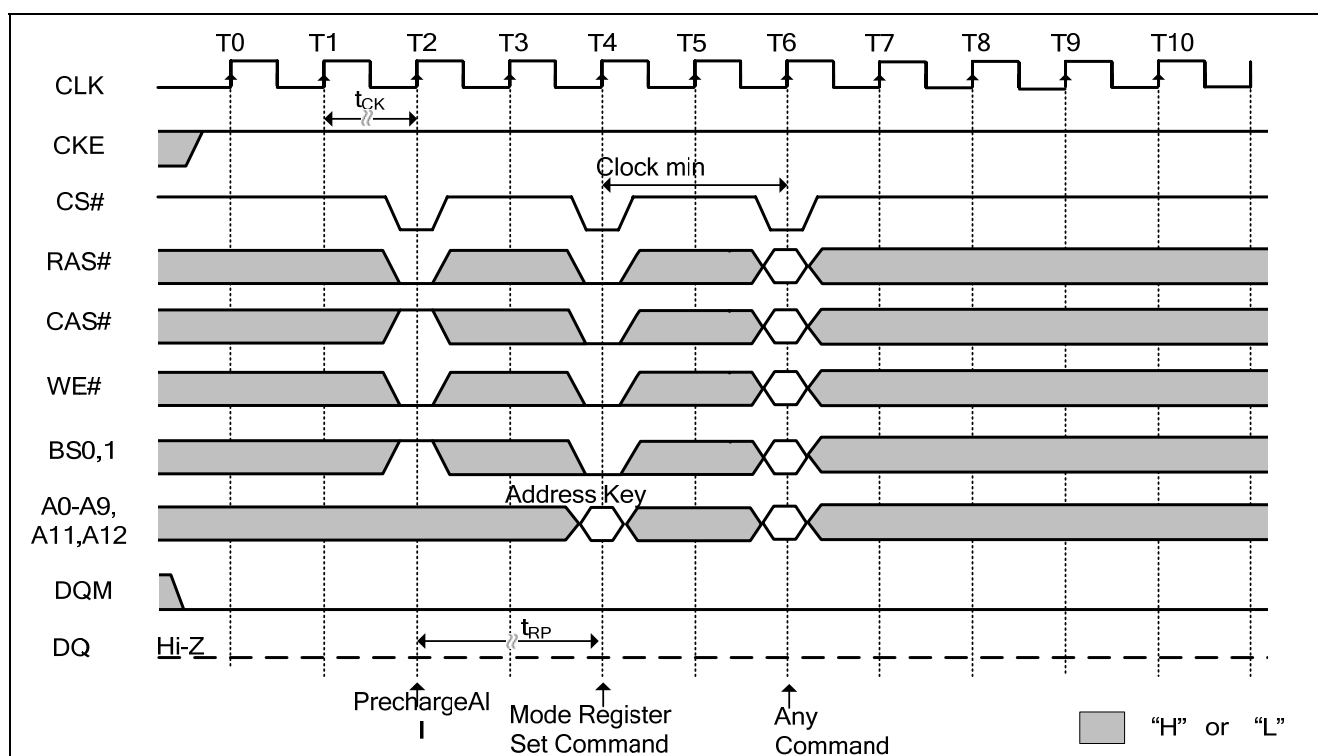 T0 T1 T2 T3 T4 T5 T6 T7 T8 T9 T10
CLK
tCK
CKE
Clock min
CS#
RAS#
CAS#
WE#
BS0,1
Address Key
A0-A9,
A11,A12
DQM
tRP
DQ Hi-Z
PrechargeAl
l
Mode Register
Set Command
Any
Command
“H” or “L”